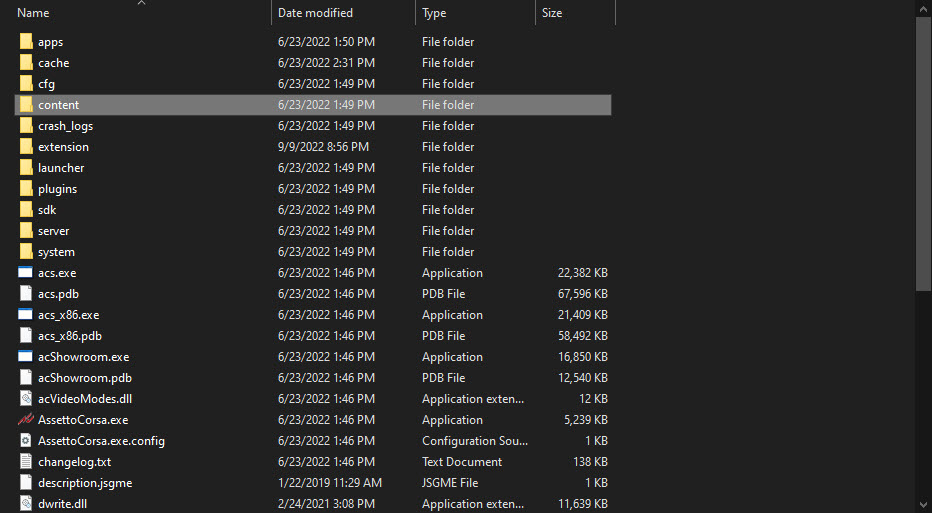 Name Date modified Type Size
apps 6/23/2022 1:50 PM File folder
cache 6/23/2022 2:31 PM File folder
cfg 6/23/2022 1:49 PM File folder
content 6/23/2022 1:49 PM File folder
crash_logs 6/23/2022 1:49 PM File folder
extension 9/9/2022 8:56 PM File folder
launcher 6/23/2022 1:49 PM File folder
plugins 6/23/2022 1:49 PM File folder
sdk 6/23/2022 1:49 PM File folder
server 6/23/2022 1:49 PM File folder
system 6/23/2022 1:49 PM File folder
acs.exe 6/23/2022 1:46 PM Application 22,382 KB
acs.pdb 6/23/2022 1:46 PM PDB File 67,596 KB
acs_x86.exe 6/23/2022 1:46 PM Application 21,409 KB
acs_x86.pdb 6/23/2022 1:46 PM PDB File 58,492 KB
acShowroom.exe 6/23/2022 1:46 PM Application 16,850 KB
acShowroom.pdb 6/23/2022 1:46 PM PDB File 12,540 KB
acVideoModes.dll 6/23/2022 1:46 PM Application exten... 12 KB
AssettoCorsa.exe 6/23/2022 1:46 PM Application 5,239 KB
AssettoCorsa.exe.config 6/23/2022 1:46 PM Configuration Sou... 1 KB
changelog.txt 6/23/2022 1:46 PM Text Document 138 KB
description.jsgme 1/22/2019 11:29 AM JSGME File 1 KB
dwrite.dll 2/24/2021 3:08 PM Application exten... 11,639 KB